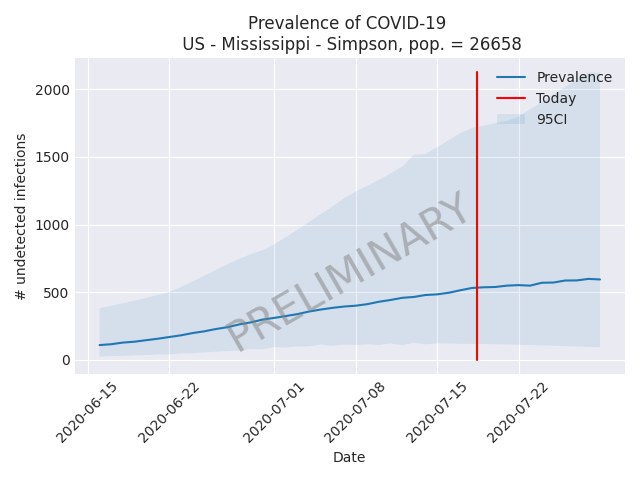 Prevalence of COVID-19
US - Mississippi - Simpson, pop. = 26658
Prevalence
Today
95CI
PRELIMINARY
# undetected infections
2000
1500
1000
500
0
2020-06-15
2020-06-22
2020-07-01
2020-07-08
2020-07-15
2020-07-22
Date